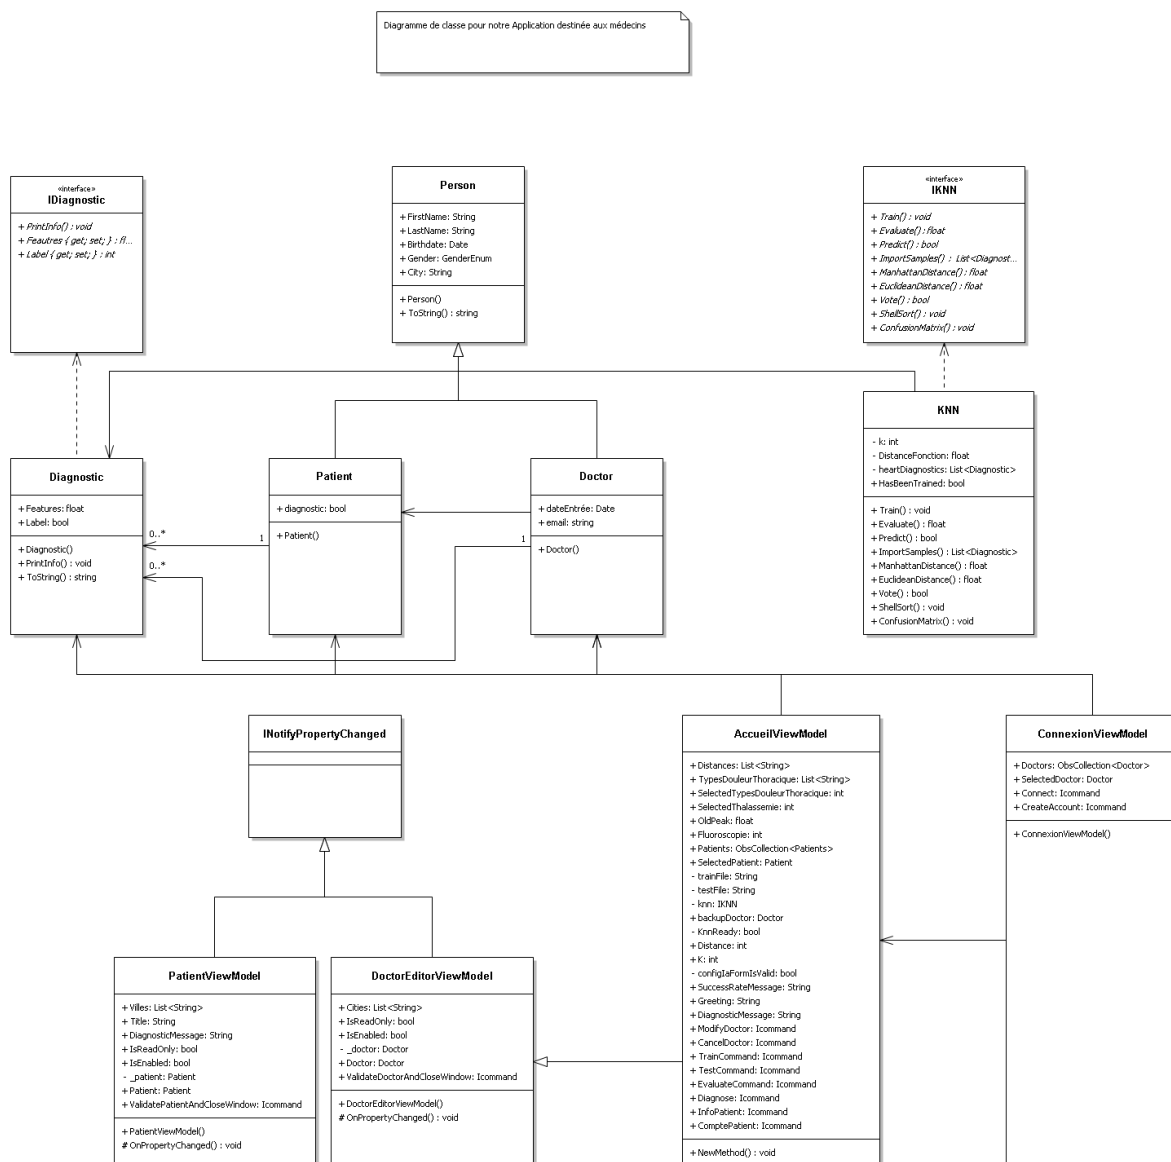 Diagramme de classe pour notre Application destinée aux médecins
«interface»
IDiagnostic
+ PrintInfo() : void
+ Feautres { get; set; } : fl...
+ Label { get; set; } : int
Person
+ FirstName: String
+ LastName: String
+ Birthdate: Date
+ Gender: GenderEnum
+ City: String
+ Person()
+ ToString() : string
«interface»
IKNN
+ Train() : void
+ Evaluate() : float
+ Predict() : bool
+ ImportSamples() : List<Diagnost...
+ ManhattanDistance() : float
+ EuclideanDistance() : float
+ Vote() : bool
+ ShellSort() : void
+ ConfusionMatrix() : void
KNN
- k: int
- DistanceFonction: float
- heartDiagnostics: List<Diagnostic>
+ HasBeenTrained: bool
+ Train() : void
+ Evaluate() : float
+ Predict() : bool
+ ImportSamples() : List<Diagnostic>
+ ManhattanDistance() : float
+ EuclideanDistance() : float
+ Vote() : bool
+ ShellSort() : void
+ ConfusionMatrix() : void
Diagnostic
+ Features: float
+ Label: bool
+ Diagnostic()
+ PrintInfo() : void
+ ToString() : string
0..*
1
0..*
1
Patient
+ diagnostic: bool
+ Patient()
Doctor
+ dateEntrée: Date
+ email: string
+ Doctor()
INotifyPropertyChanged
AccueilViewModel
+ Distances: List<String>
+ TypesDouleurThoracique: List<String>
+ SelectedTypesDouleurThoracique: int
+ SelectedThalassemie: int
+ OldPeak: float
+ Fluoroscopie: int
+ Patients: ObsCollection<Patients>
+ SelectedPatient: Patient
- trainFile: String
- testFile: String
- knn: IKNN
+ backupDoctor: Doctor
- KnnReady: bool
+ Distance: int
+ K: int
- configIaFormIsValid: bool
+ SuccessRateMessage: String
+ Greeting: String
+ DiagnosticMessage: String
+ ModifyDoctor: Icommand
+ CancelDoctor: Icommand
+ TrainCommand: Icommand
+ TestCommand: Icommand
+ EvaluateCommand: Icommand
+ Diagnose: Icommand
+ InfoPatient: Icommand
+ ComptePatient: Icommand
+ NewMethod() : void
ConnexionViewModel
+ Doctors: ObsCollection<Doctor>
+ SelectedDoctor: Doctor
+ Connect: Icommand
+ CreateAccount: Icommand
+ ConnexionViewModel()
PatientViewModel
+ Villes: List<String>
+ Title: String
+ DiagnosticMessage: String
+ IsReadOnly: bool
+ IsEnabled: bool
- _patient: Patient
+ Patient: Patient
+ ValidatePatientAndCloseWindow: Icommand
+ PatientViewModel()
# OnPropertyChanged() : void
DoctorEditorViewModel
+ Cities: List<String>
+ IsReadOnly: bool
+ IsEnabled: bool
- _doctor: Doctor
+ Doctor: Doctor
+ ValidateDoctorAndCloseWindow: Icommand
+ DoctorEditorViewModel()
# OnPropertyChanged() : void